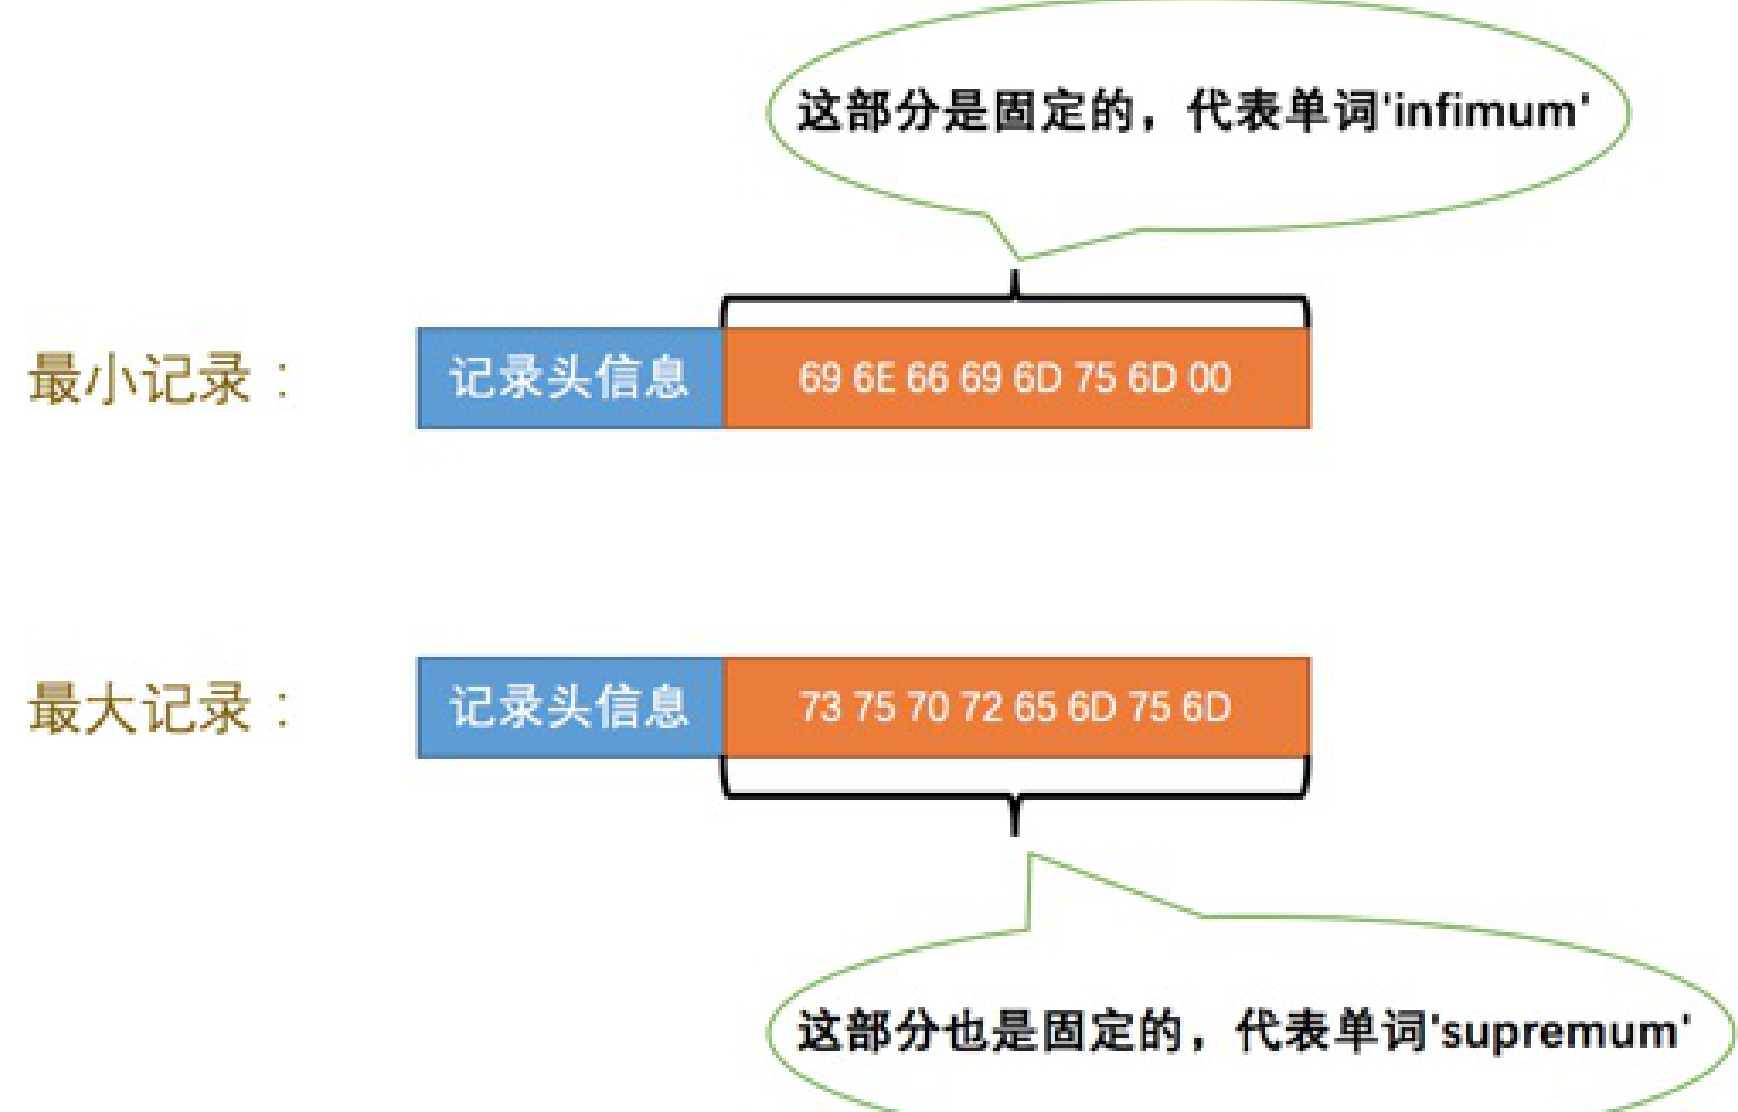 这部分是固定的，代表单词'infimum'
最小记录：
记录头信息
69 6E 66 69 6D 75 6D 00
最大记录：
记录头信息
73 75 70 72 65 6D 75 6D
这部分也是固定的，代表单词'supremum'